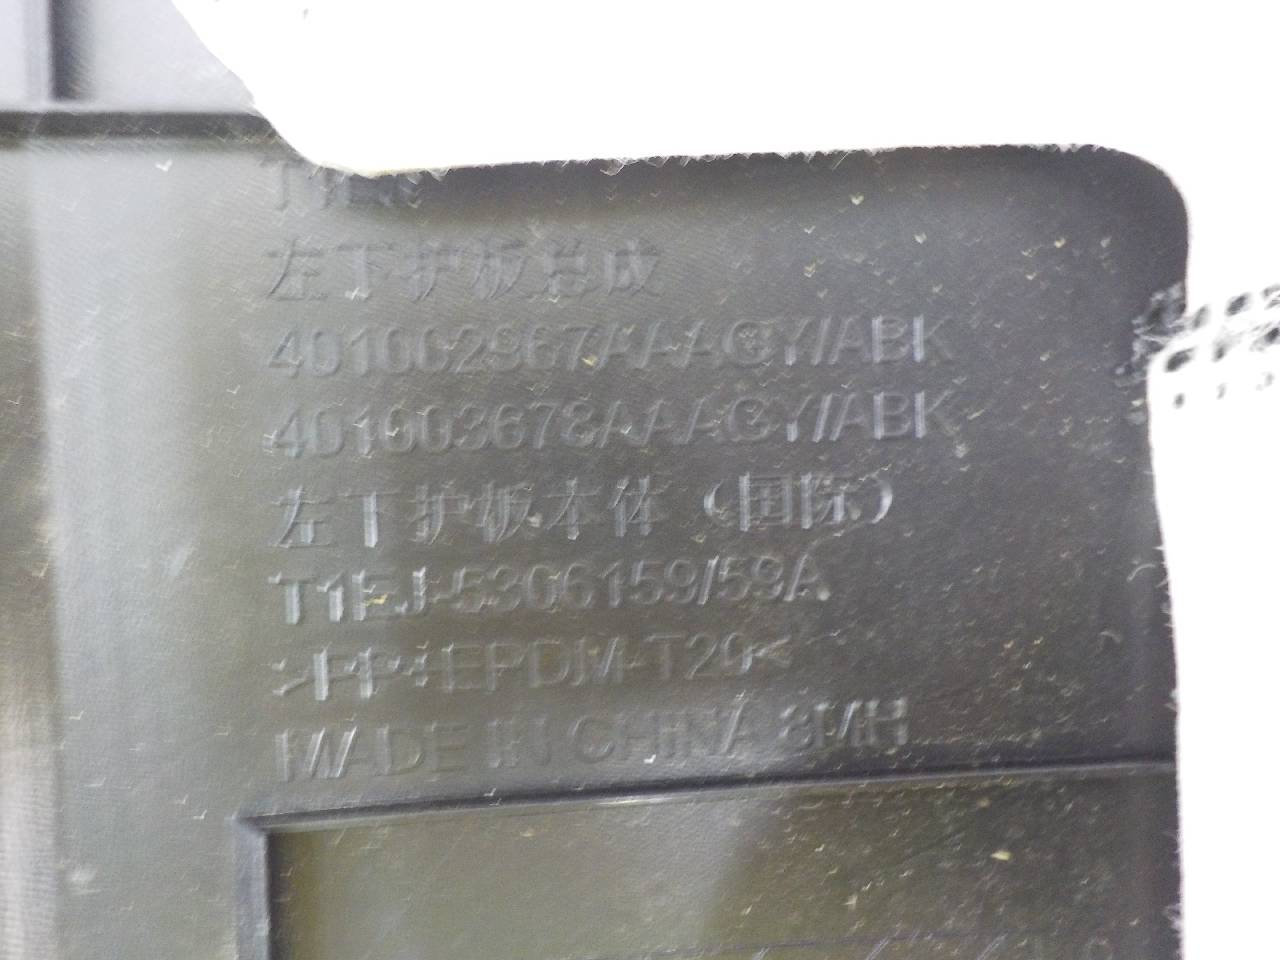 左下护板总成
401002967AAAGY/ABK
401003678AAAGY/ABK
左下护板本体（国际）
T1EJ-5306159/59A
>PP+EPDM-T20<
MADE IN CHINA 8MH